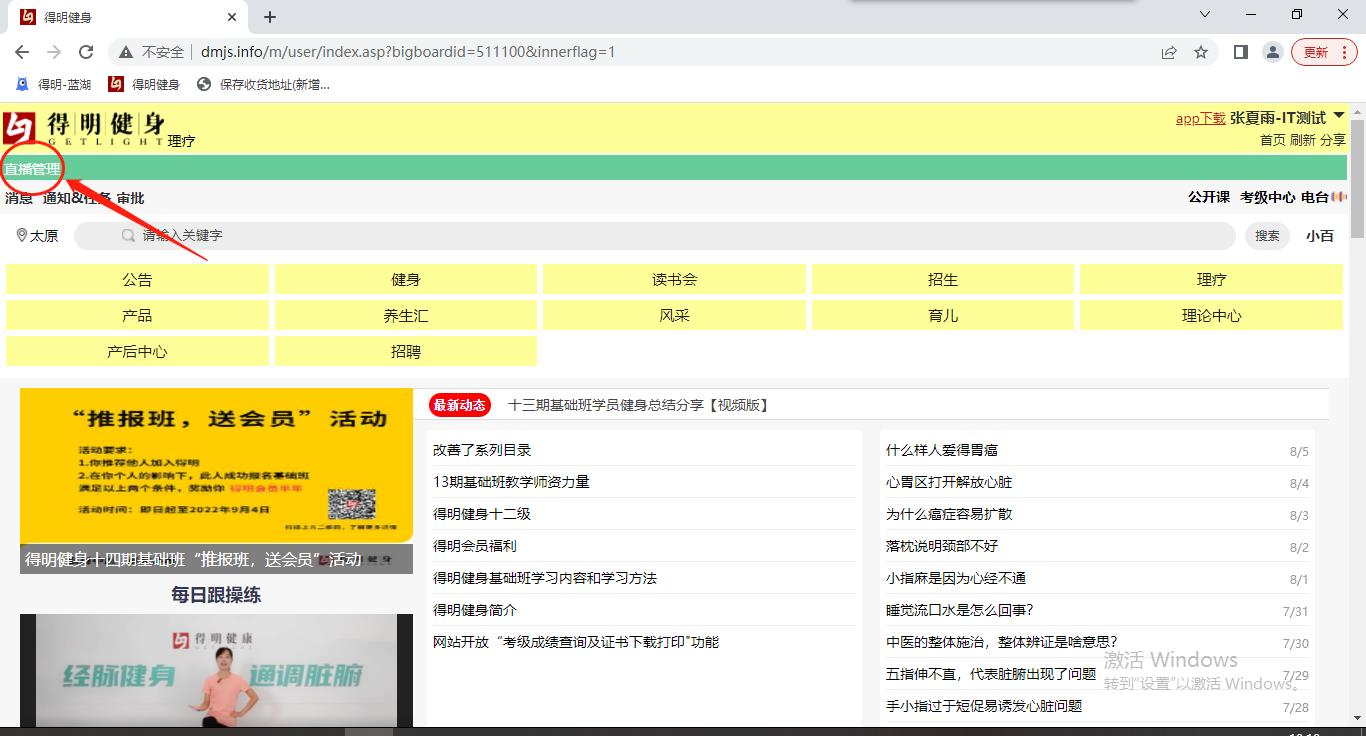 得明健身
不安全 dmjs.info/m/user/index.asp?bigboardid=511100&innerflag=1 更新
得明-蓝湖 得明健身 保存收货地址(新增...
得明健身 GETLIGHT 理疗
app下载 张夏雨-IT测试
首页 刷新 分享
直播管理
消息 通知&任务 审批 公开课 考级中心 电台
太原 请输入关键字 搜索 小百
公告 健身 读书会 招生 理疗
产品 养生汇 风采 育儿 理论中心
产后中心 招聘
“推报班，送会员”活动
活动要求：
1.你推荐他人加入得明
2.在你个人的影响下，此人成功报名基础班
满足以上两个条件，奖励你 得明会员半年
活动时间：即日起至2022年9月4日
扫描上方二维码，了解更多详情
得明健身十四期基础班“推报班，送会员”活动
每日跟操练
得明健康
GETLIGHT
经脉健身 通调脏腑
最新动态 十三期基础班学员健身总结分享【视频版】
改善了系列目录
13期基础班教学师资力量
得明健身十二级
得明会员福利
得明健身基础班学习内容和学习方法
得明健身简介
网站开放“考级成绩查询及证书下载打印”功能
什么样人爱得胃癌 8/5
心胃区打开解放心脏 8/4
为什么癌症容易扩散 8/3
落枕说明颈部不好 8/2
小指麻是因为心经不通 8/1
睡觉流口水是怎么回事？ 7/31
中医的整体施治，整体辨证是啥意思？ 7/30
五指伸不直，代表脏腑出现了问题 7/29
手小指过于短促易诱发心脏问题 7/28
激活 Windows
转到“设置”以激活 Windows。